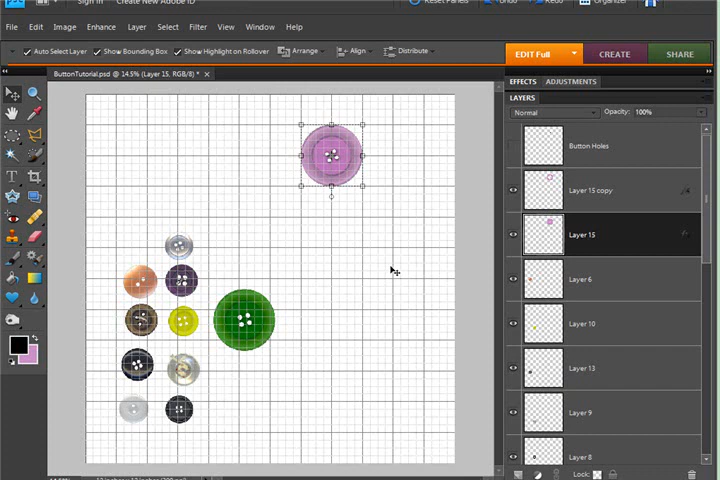 Sign In Create New Adobe ID Reset Panels Undo Redo Organizer
File Edit Image Enhance Layer Select Filter View Window Help
Auto Select Layer Show Bounding Box Show Highlight on Rollover Arrange Align Distribute EDIT Full CREATE SHARE
ButtonTutorial.psd @ 14.5% (Layer 15, RGB/8) * ×
EFFECTS ADJUSTMENTS
LAYERS
Normal Opacity: 100%
Button Holes
Layer 15 copy
Layer 15
Layer 6
Layer 10
Layer 13
Layer 9
Layer 8
Lock: